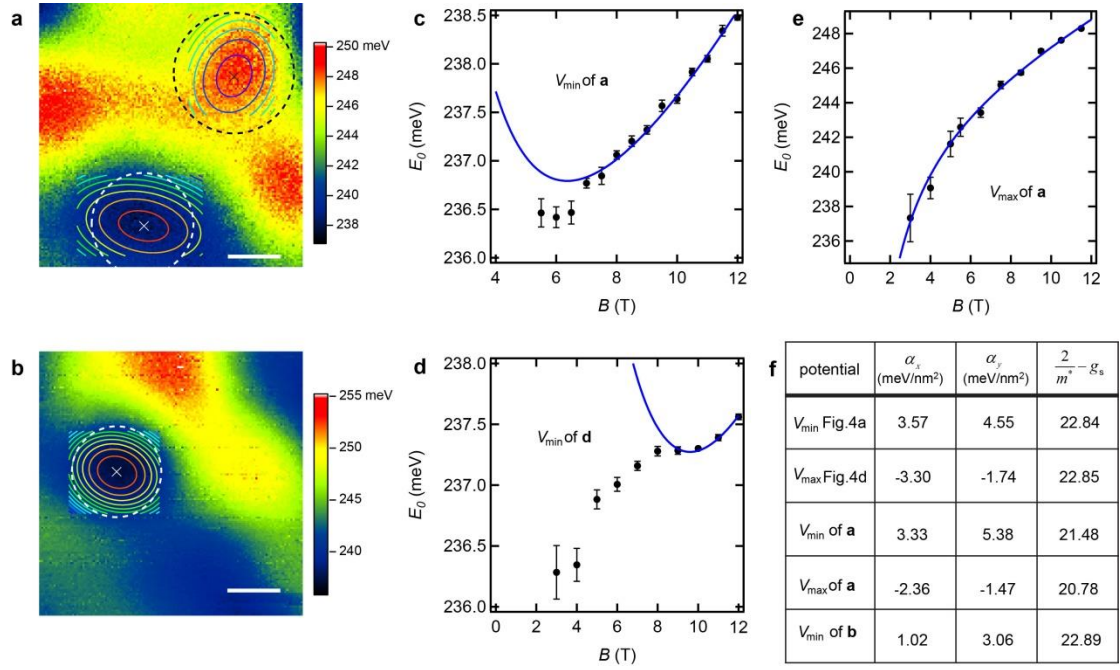 a
250 meV
248
246
244
242
240
238
b
255 meV
250
245
240
c
238.5
238.0
237.5
237.0
236.5
236.0
E₀ (meV)
Vmin of a
4
6
8
10
12
B (T)
d
238.0
237.5
237.0
236.5
236.0
E₀ (meV)
Vmin of d
0
2
4
6
8
10
12
B (T)
e
248
244
240
236
E₀ (meV)
Vmax of a
0
2
4
6
8
10
12
B (T)
f
potential αx (meV/nm²) αy (meV/nm²) 2/m* − gs
Vmin Fig.4a 3.57 4.55 22.84
Vmax Fig.4d -3.30 -1.74 22.85
Vmin of a 3.33 5.38 21.48
Vmax of a -2.36 -1.47 20.78
Vmin of b 1.02 3.06 22.89